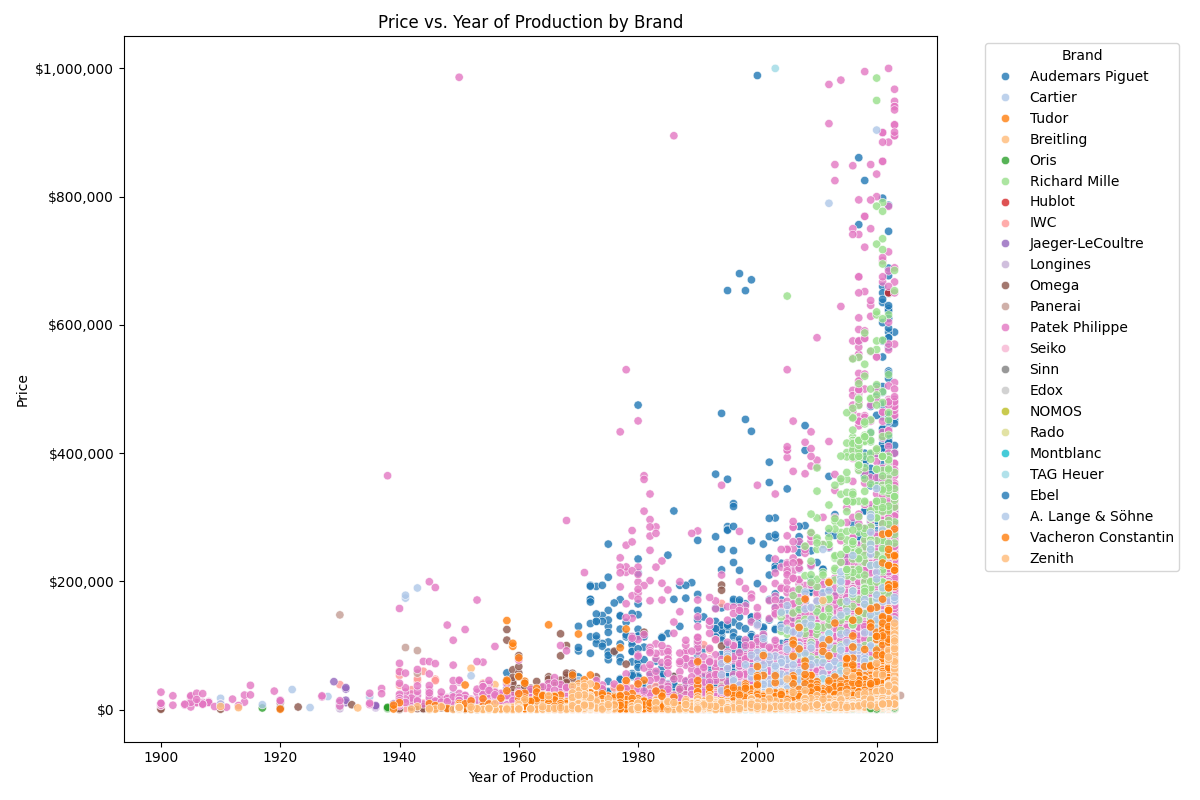 Price vs. Year of Production by Brand
$1,000,000
$800,000
$600,000
$400,000
$200,000
$0
Price
1900
1920
1940
1960
1980
2000
2020
Year of Production
Brand
Audemars Piguet
Cartier
Tudor
Breitling
Oris
Richard Mille
Hublot
IWC
Jaeger-LeCoultre
Longines
Omega
Panerai
Patek Philippe
Seiko
Sinn
Edox
NOMOS
Rado
Montblanc
TAG Heuer
Ebel
A. Lange & Söhne
Vacheron Constantin
Zenith